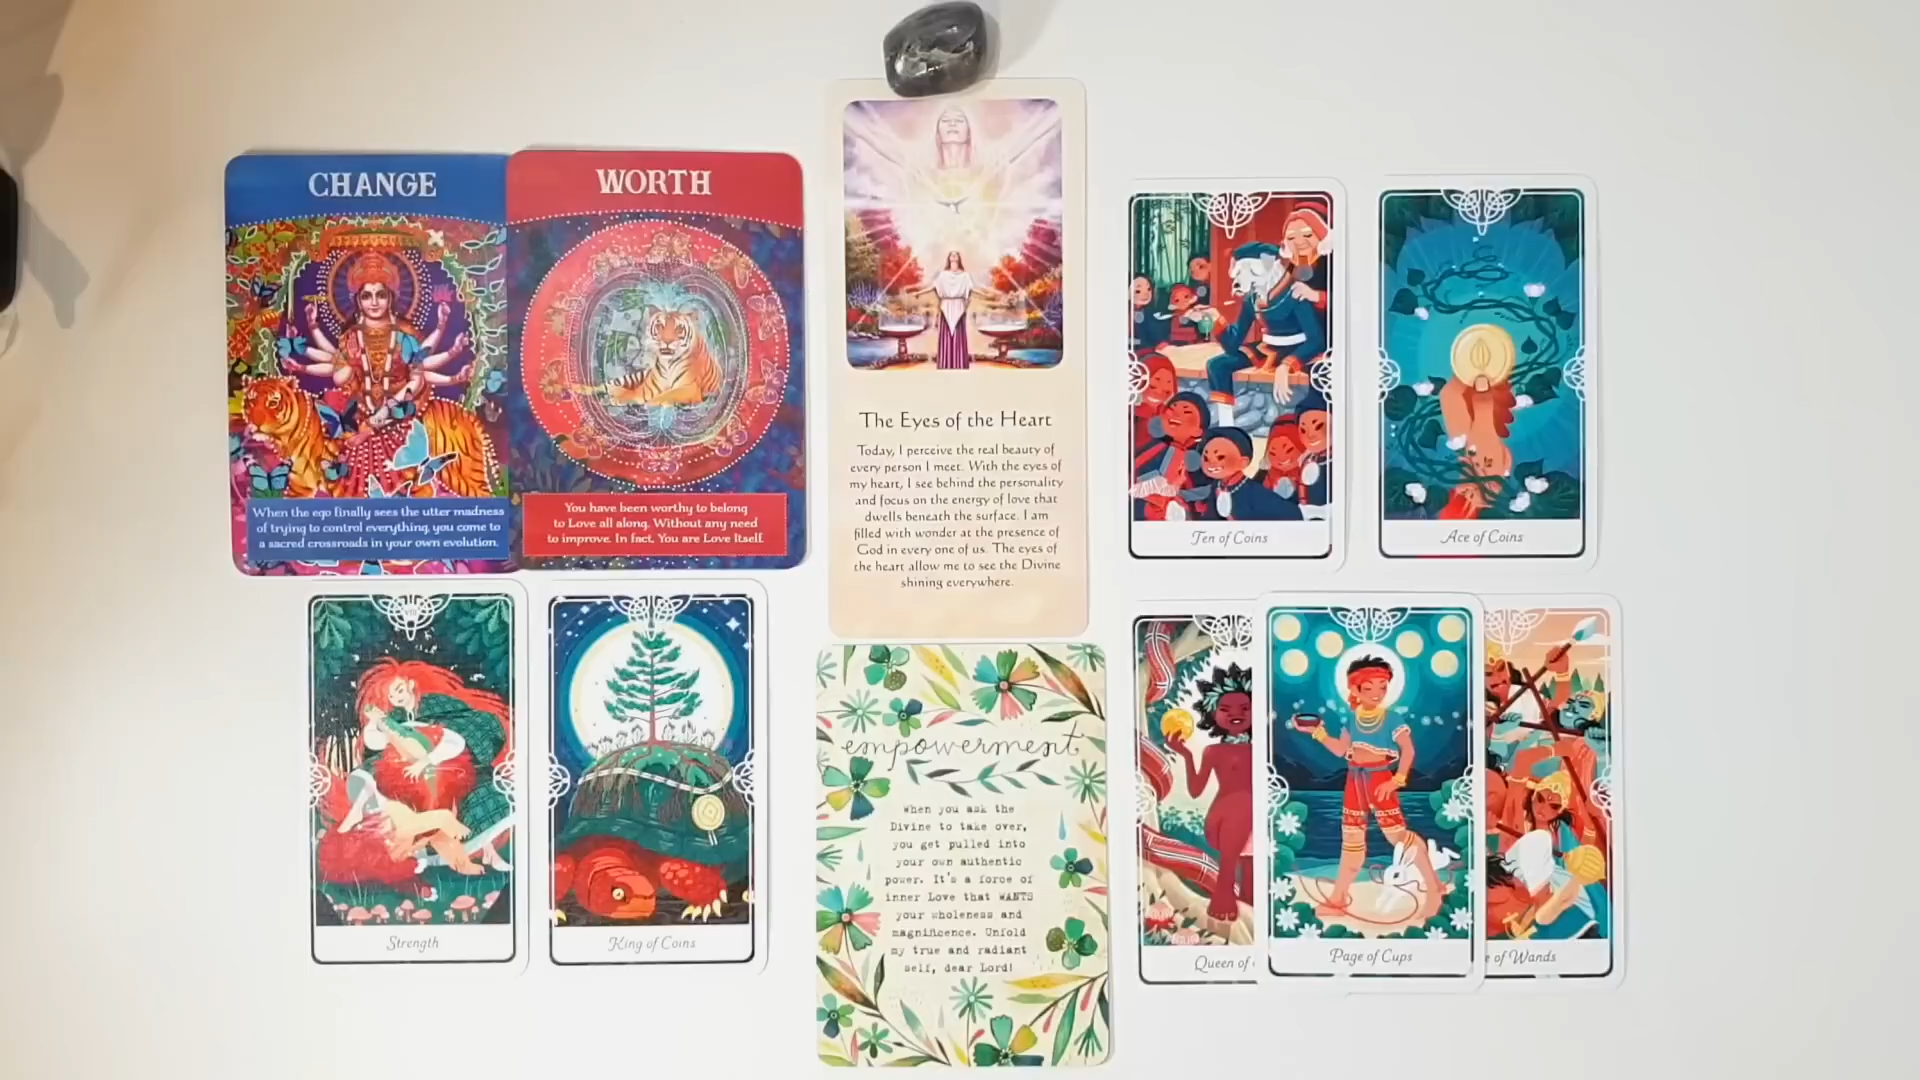 CHANGE
When the ego finally sees the utter madness
of trying to control everything, you come to
a sacred crossroads in your own evolution.
WORTH
You have been worthy to belong
to Love all along. Without any need
to improve. In fact, You are Love Itself.
The Eyes of the Heart
Today, I perceive the real beauty of
every person I meet. With the eyes of
my heart, I see behind the personality
and focus on the energy of love that
dwells beneath the surface. I am
filled with wonder at the presence of
God in every one of us. The eyes of
the heart allow me to see the Divine
shining everywhere.
Ten of Coins
Ace of Coins
VIII
Strength
King of Coins
empowerment
When you ask the
Divine to take over,
you get pulled into
your own authentic
power. It's a force of
inner Love that WANTS
your wholeness and
magnificence. Unfold
my true and radiant
self, dear Lord!
Queen of
Page of Cups
e of Wands